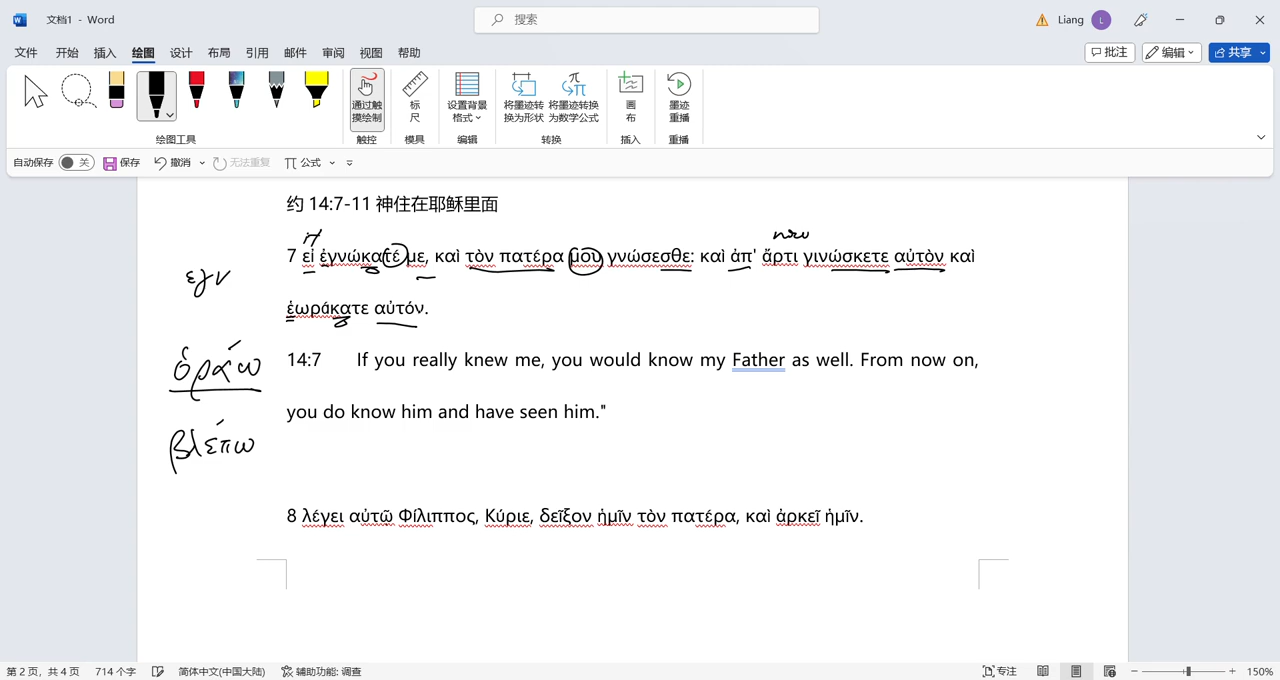 文档1 - Word
搜索
Liang L
文件 开始 插入 绘图 设计 布局 引用 邮件 审阅 视图 帮助
批注 编辑 共享
通过触摸绘制 标尺 设置背景格式 将墨迹转换为形状 将墨迹转换为数学公式 画布 墨迹重播
绘图工具 触控 模具 编辑 转换 插入 重播
自动保存 关 保存 撤消 无法重复 公式
约 14:7-11 神住在耶稣里面
if now
7 εἰ ἐγνώκατέ με, καὶ τὸν πατέρα μου γνώσεσθε: καὶ ἀπ' ἄρτι γινώσκετε αὐτὸν καὶ
εγν
ἑωράκατε αὐτόν.
ὁράω
14:7 If you really knew me, you would know my Father as well. From now on,
you do know him and have seen him."
βλέπω
8 λέγει αὐτῷ Φίλιππος, Κύριε, δεῖξον ἡμῖν τὸν πατέρα, καὶ ἀρκεῖ ἡμῖν.
第 2 页，共 4 页 714 个字 简体中文(中国大陆) 辅助功能: 调查 专注 150%